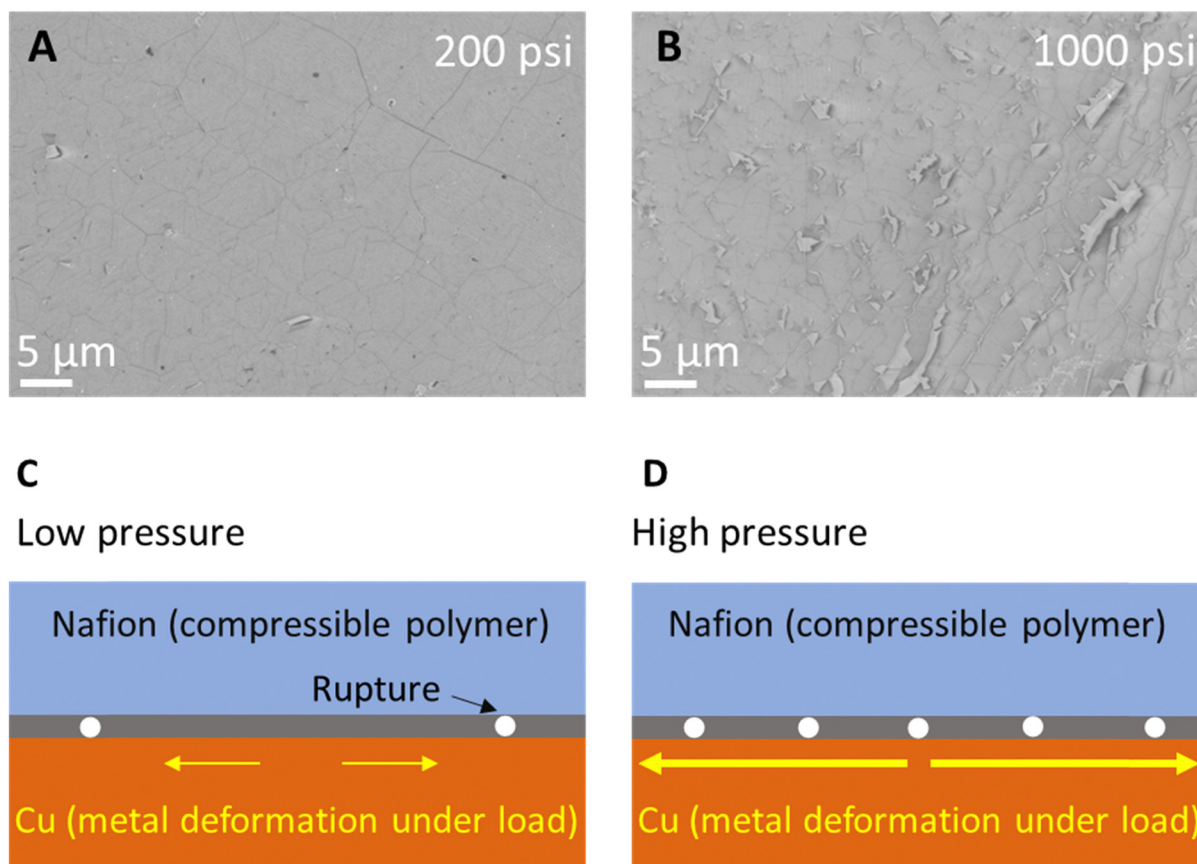 A
200 psi
5 μm
B
1000 psi
5 μm
C
Low pressure
Nafion (compressible polymer)
Rupture
Cu (metal deformation under load)
D
High pressure
Nafion (compressible polymer)
Cu (metal deformation under load)